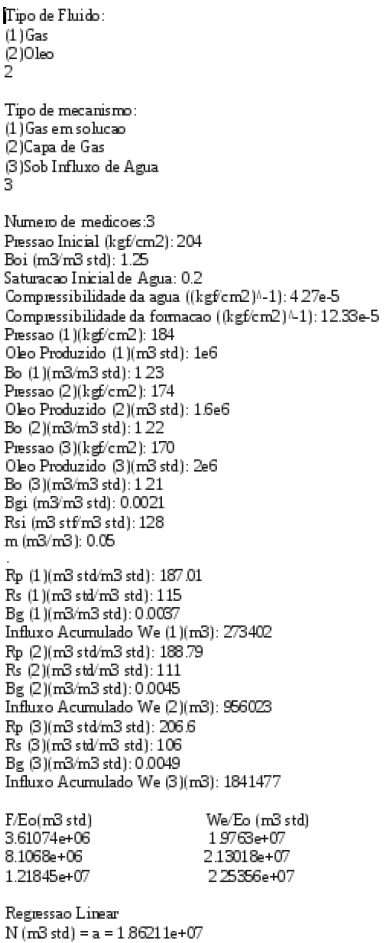 Tipo de Fluido:
(1)Gas
(2)Oleo
2
Tipo de mecanismo:
(1)Gas em solucao
(2)Capa de Gas
(3)Sob Influxo de Agua
3
Numero de medicoes:3
Pressao Inicial (kgf/cm2): 204
Boi (m3/m3 std): 1.25
Saturacao Inicial de Agua: 0.2
Compressibilidade da agua ((kgf/cm2)^-1): 4.27e-5
Compressibilidade da formacao ((kgf/cm2)^-1): 12.33e-5
Pressao (1)(kgf/cm2): 184
Oleo Produzido (1)(m3 std): 1e6
Bo (1)(m3/m3 std): 1.23
Pressao (2)(kgf/cm2): 174
Oleo Produzido (2)(m3 std): 1.6e6
Bo (2)(m3/m3 std): 1.22
Pressao (3)(kgf/cm2): 170
Oleo Produzido (3)(m3 std): 2e6
Bo (3)(m3/m3 std): 1.21
Bgi (m3/m3 std): 0.0021
Rsi (m3 stf/m3 std): 128
m (m3/m3): 0.05
.
Rp (1)(m3 std/m3 std): 187.01
Rs (1)(m3 std/m3 std): 115
Bg (1)(m3/m3 std): 0.0037
Influxo Acumulado We (1)(m3): 273402
Rp (2)(m3 std/m3 std): 188.79
Rs (2)(m3 std/m3 std): 111
Bg (2)(m3/m3 std): 0.0045
Influxo Acumulado We (2)(m3): 956023
Rp (3)(m3 std/m3 std): 206.6
Rs (3)(m3 std/m3 std): 106
Bg (3)(m3/m3 std): 0.0049
Influxo Acumulado We (3)(m3): 1841477
F/Eo(m3 std) We/Eo (m3 std)
3.61074e+06 1.9763e+07
8.1068e+06 2.13018e+07
1.21845e+07 2.25356e+07
Regressao Linear
N (m3 std) = a = 1.86211e+07